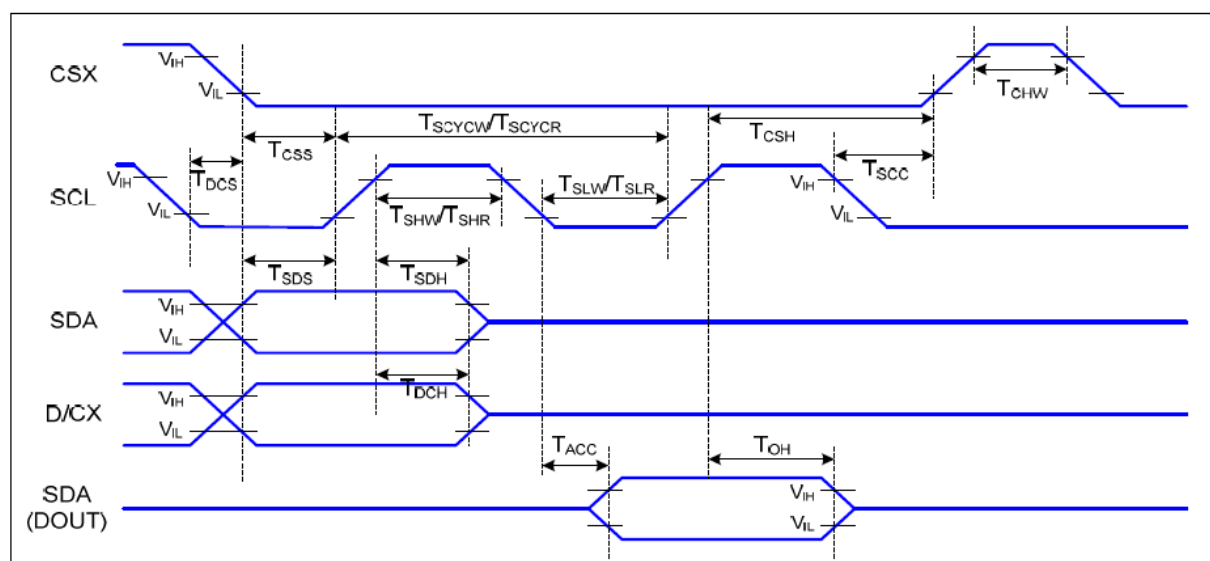 CSX
VIH
VIL
TCHW
TSCYCW/TSCYCR
TCSS
TCSH
SCL
VIH
VIL
TDCS
TSHW/TSHR
TSLW/TSLR
VIH
VIL
TSCC
TSDS
TSDH
SDA
VIH
VIL
TDCH
D/CX
VIH
VIL
TACC
TOH
SDA
(DOUT)
VIH
VIL